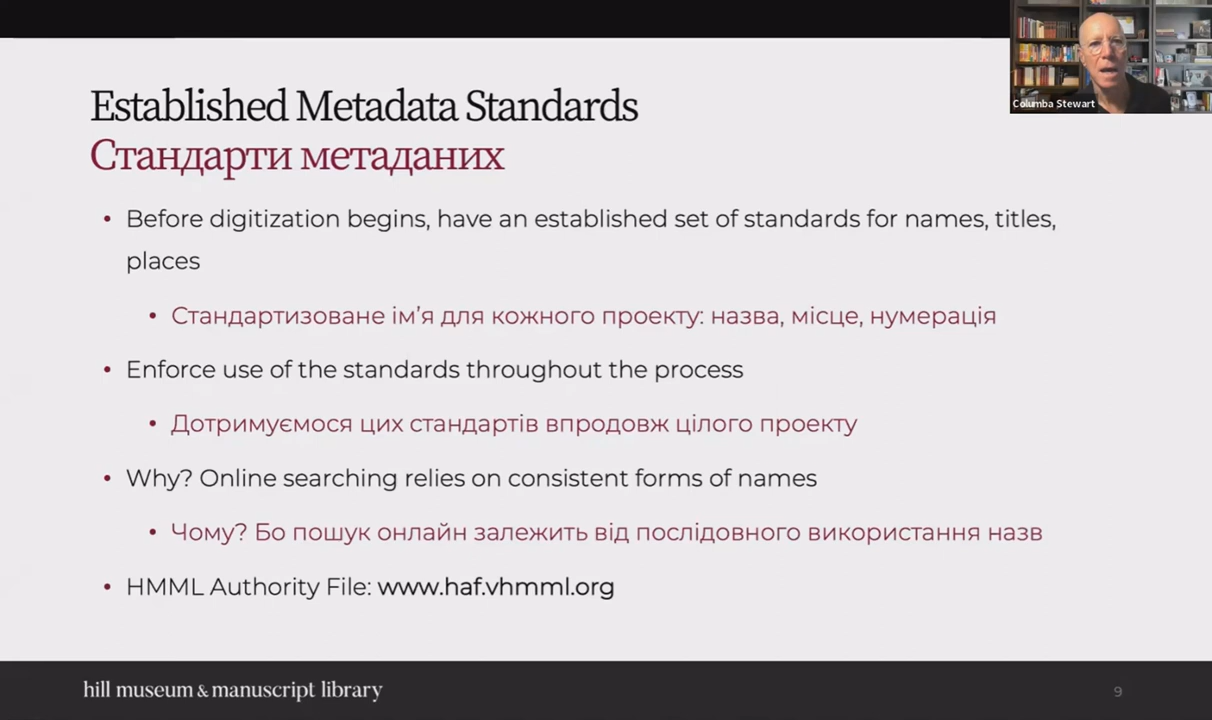 Columba Stewart
Established Metadata Standards
Стандарти метаданих
• Before digitization begins, have an established set of standards for names, titles,
places
• Стандартизоване ім’я для кожного проекту: назва, місце, нумерація
• Enforce use of the standards throughout the process
• Дотримуємося цих стандартів впродовж цілого проекту
• Why? Online searching relies on consistent forms of names
• Чому? Бо пошук онлайн залежить від послідовного використання назв
• HMML Authority File: www.haf.vhmml.org
hill museum & manuscript library
9